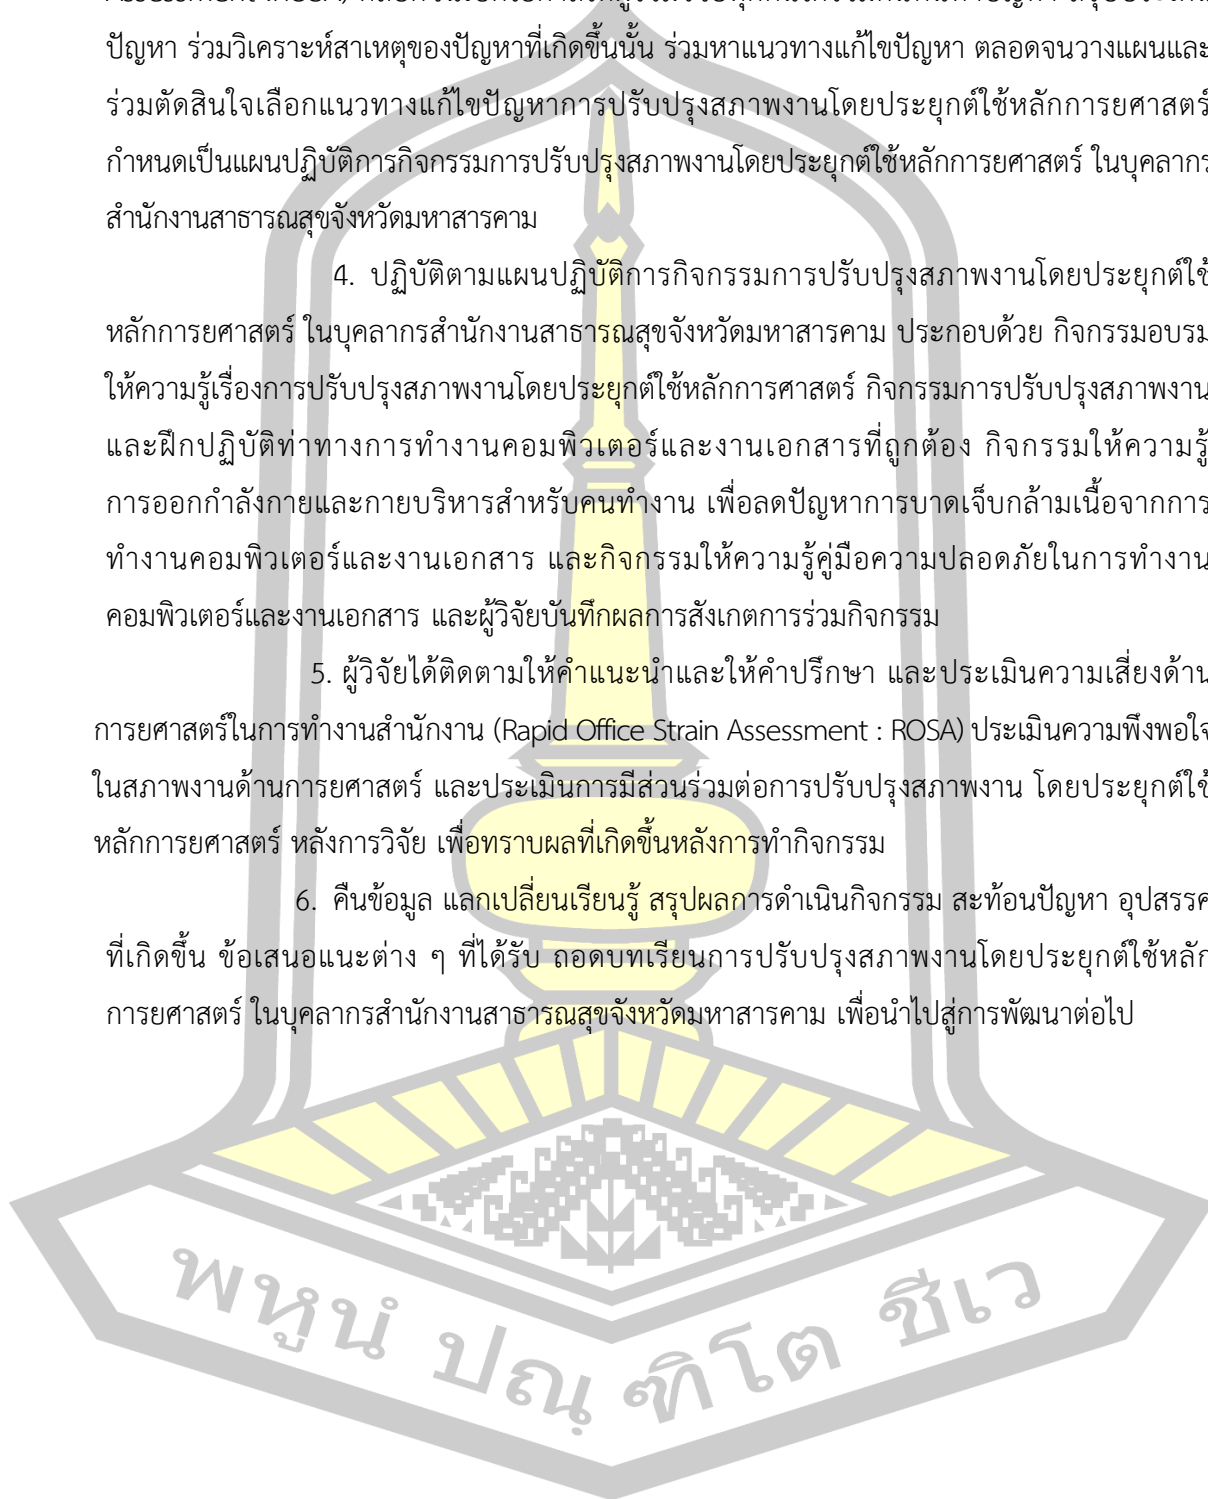 ปัญหา ร่วมวิเคราะห์สาเหตุของปัญหาที่เกิดขึ้นนั้น ร่วมหาแนวทางแก้ไขปัญหา ตลอดจนวางแผนและ
ร่วมตัดสินใจเลือกแนวทางแก้ไขปัญหาการปรับปรุงสภาพงานโดยประยุกต์ใช้หลักการยศาสตร์
กำหนดเป็นแผนปฏิบัติการกิจกรรมการปรับปรุงสภาพงานโดยประยุกต์ใช้หลักการยศาสตร์ ในบุคลากร
สำนักงานสาธารณสุขจังหวัดมหาสารคาม
4. ปฏิบัติตามแผนปฏิบัติการกิจกรรมการปรับปรุงสภาพงานโดยประยุกต์ใช้
หลักการยศาสตร์ ในบุคลากรสำนักงานสาธารณสุขจังหวัดมหาสารคาม ประกอบด้วย กิจกรรมอบรม
ให้ความรู้เรื่องการปรับปรุงสภาพงานโดยประยุกต์ใช้หลักการศาสตร์ กิจกรรมการปรับปรุงสภาพงาน
และฝึกปฏิบัติท่าทางการทำงานคอมพิวเตอร์และงานเอกสารที่ถูกต้อง กิจกรรมให้ความรู้
การออกกำลังกายและกายบริหารสำหรับคนทำงาน เพื่อลดปัญหาการบาดเจ็บกล้ามเนื้อจากการ
ทำงานคอมพิวเตอร์และงานเอกสาร และกิจกรรมให้ความรู้คู่มือความปลอดภัยในการทำงาน
คอมพิวเตอร์และงานเอกสาร และผู้วิจัยบันทึกผลการสังเกตการร่วมกิจกรรม
5. ผู้วิจัยได้ติดตามให้คำแนะนำและให้คำปรึกษา และประเมินความเสี่ยงด้าน
การยศาสตร์ในการทำงานสำนักงาน (Rapid Office Strain Assessment : ROSA) ประเมินความพึงพอใจ
ในสภาพงานด้านการยศาสตร์ และประเมินการมีส่วนร่วมต่อการปรับปรุงสภาพงาน โดยประยุกต์ใช้
หลักการยศาสตร์ หลังการวิจัย เพื่อทราบผลที่เกิดขึ้นหลังการทำกิจกรรม
6. คืนข้อมูล แลกเปลี่ยนเรียนรู้ สรุปผลการดำเนินกิจกรรม สะท้อนปัญหา อุปสรรค
ที่เกิดขึ้น ข้อเสนอแนะต่าง ๆ ที่ได้รับ ถอดบทเรียนการปรับปรุงสภาพงานโดยประยุกต์ใช้หลัก
การยศาสตร์ ในบุคลากรสำนักงานสาธารณสุขจังหวัดมหาสารคาม เพื่อนำไปสู่การพัฒนาต่อไป
พหูนํ ปณฺ ฑิโต ชีเว